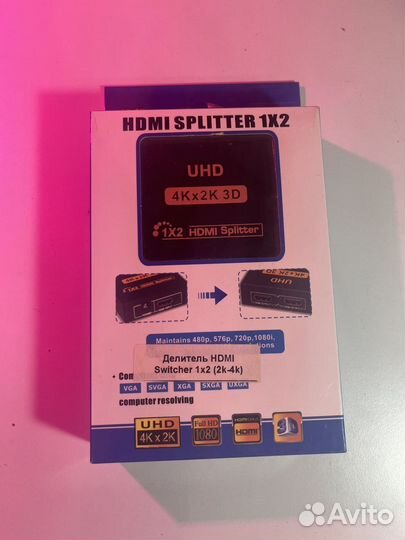 HDMI SPLITTER 1X2
UHD
4Kx2K 3D
1X2 HDMI Splitter
UHD
Maintains 480p, 576p, 720p,1080i,
Делитель HDMI
Switcher 1x2 (2k-4k)
VGA SVGA XGA SXGA UXGA
computer resolving
UHD
4K x 2K
Full HD
1080
HDMI
3D
Avito